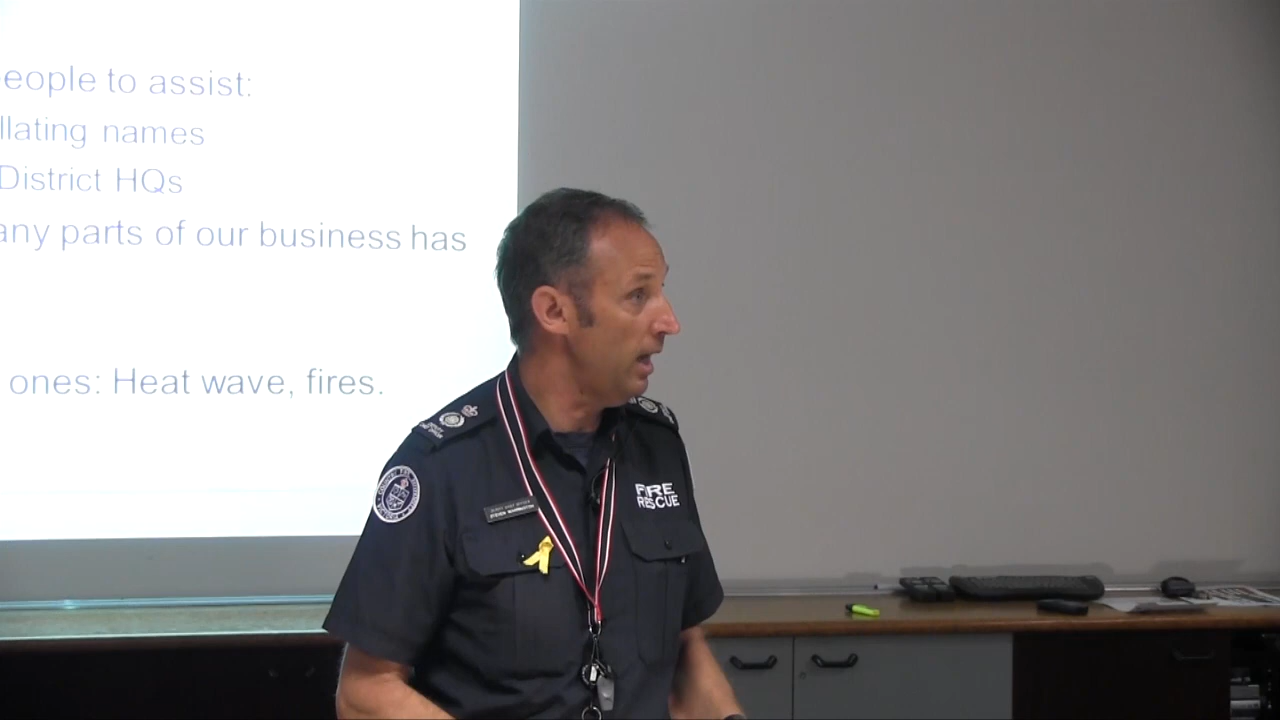 eople to assist:
llating names
District HQs
any parts of our business has
ones: Heat wave, fires.
FIRE
RESCUE